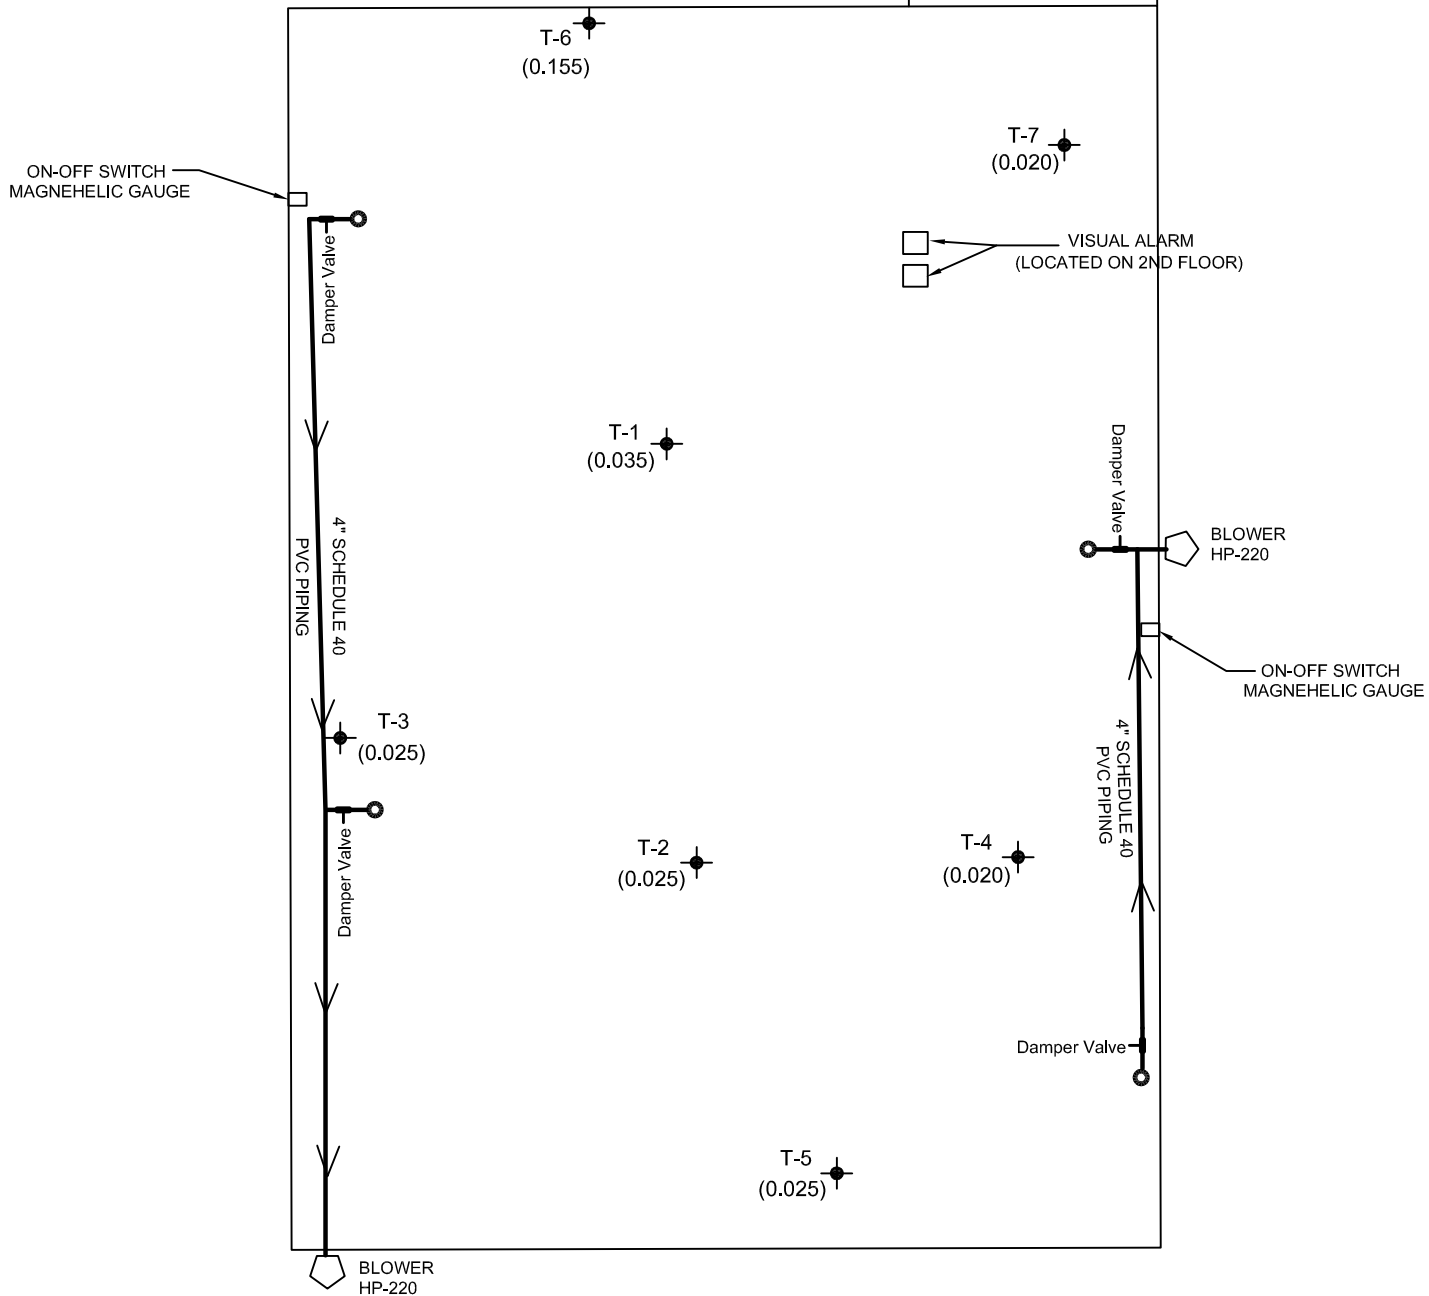 T-6
(0.155)
T-7
(0.020)
ON-OFF SWITCH
MAGNEHELIC GAUGE
Damper Valve
VISUAL ALARM
(LOCATED ON 2ND FLOOR)
T-1
(0.035)
Damper Valve
4" SCHEDULE 40
PVC PIPING
BLOWER
HP-220
ON-OFF SWITCH
MAGNEHELIC GAUGE
T-3
(0.025)
4" SCHEDULE 40
PVC PIPING
Damper Valve
T-2
(0.025)
T-4
(0.020)
Damper Valve
T-5
(0.025)
BLOWER
HP-220